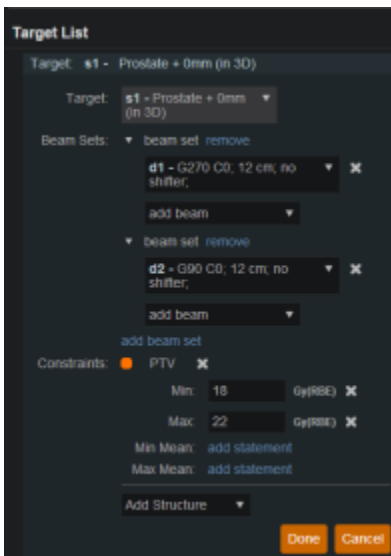 Target List
Target: s1 - Prostate + 0mm (in 3D)
Target: s1 - Prostate + 0mm
(in 3D)
Beam Sets: beam set remove
d1 - G270 C0; 12 cm; no
shifter;
add beam
beam set remove
d2 - G90 C0; 12 cm; no
shifter;
add beam
add beam set
Constraints: PTV
Min: 18 Gy(RBE)
Max: 22 Gy(RBE)
Min Mean: add statement
Max Mean: add statement
Add Structure
Done Cancel